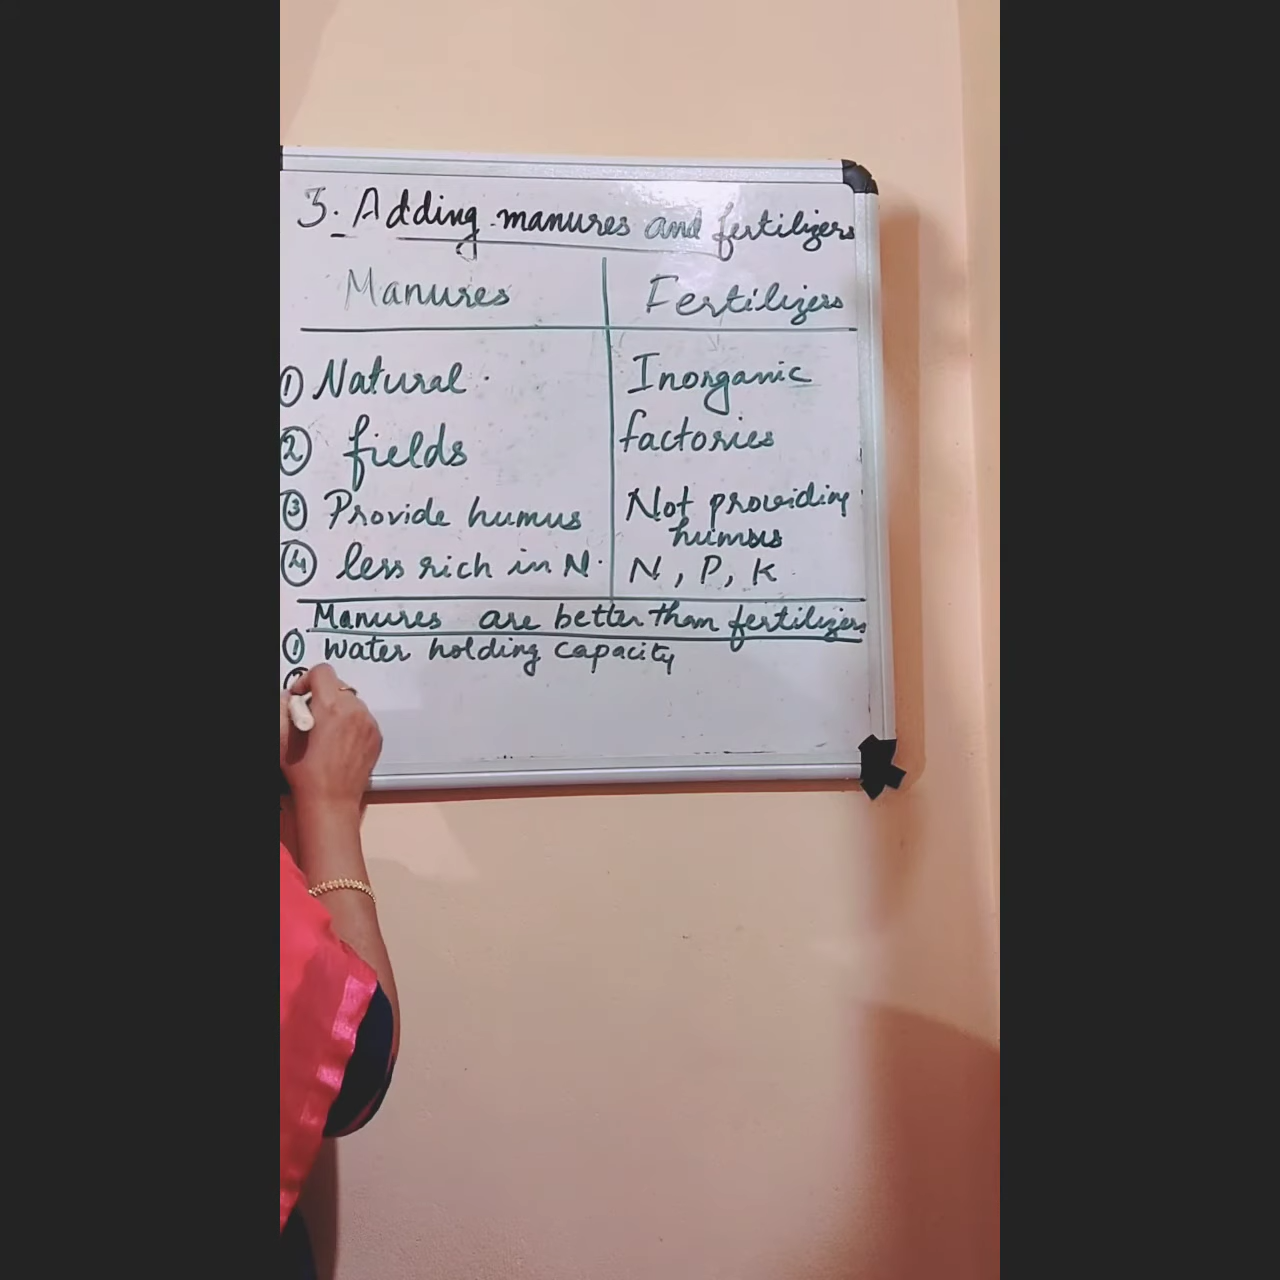 3. Adding manures and fertilizers
Manures Fertilizers
① Natural. Inorganic
② fields factories
③ Provide humus Not providing
humus
④ less rich in N. N, P, K
Manures are better than fertilizers
① Water holding capacity
②